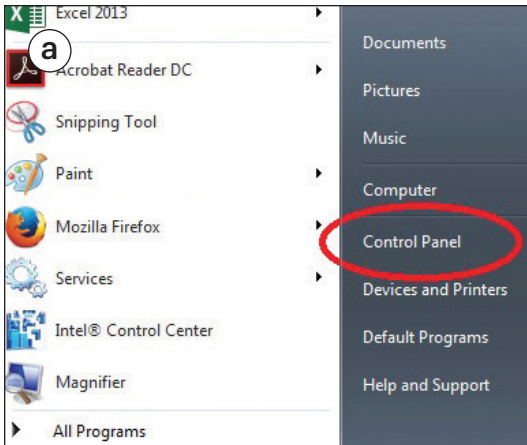 Excel 2013
a
Acrobat Reader DC
Snipping Tool
Paint
Mozilla Firefox
Services
Intel® Control Center
Magnifier
All Programs
Documents
Pictures
Music
Computer
Control Panel
Devices and Printers
Default Programs
Help and Support